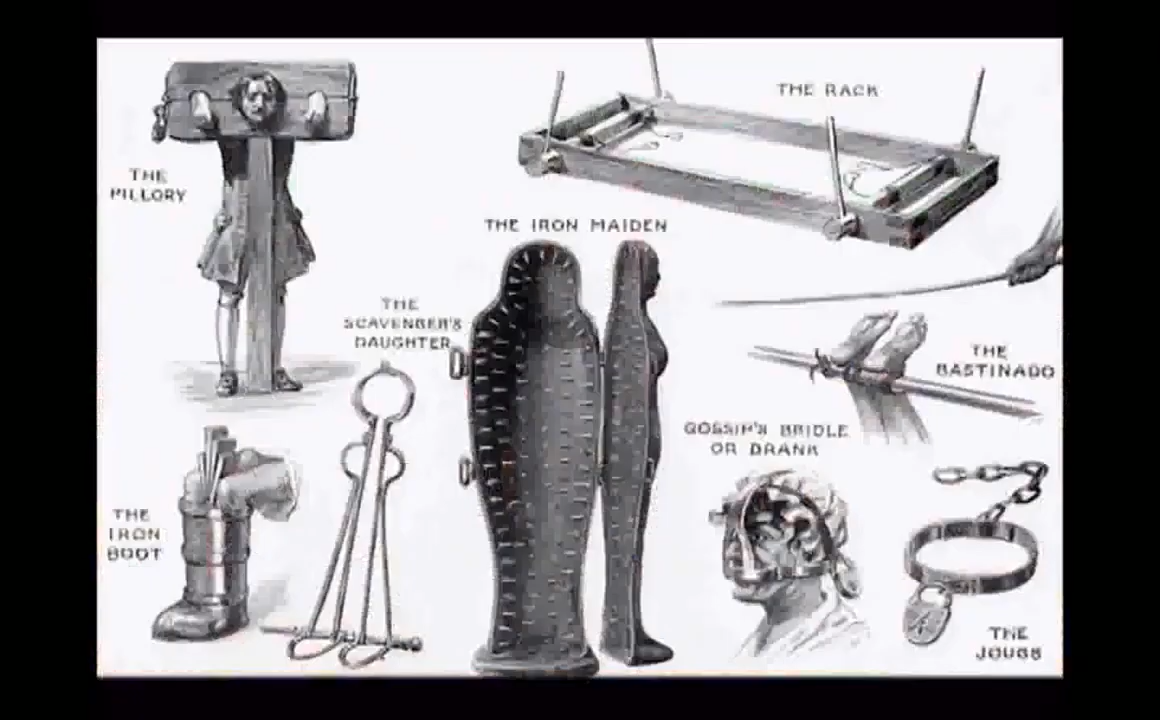 THE RACK
THE
PILLORY
THE IRON MAIDEN
THE
SCAVENGER'S
DAUGHTER
THE
BASTINADO
GOSSIP'S BRIDLE
OR BRANK
THE
IRON
BOOT
THE
JOUGS